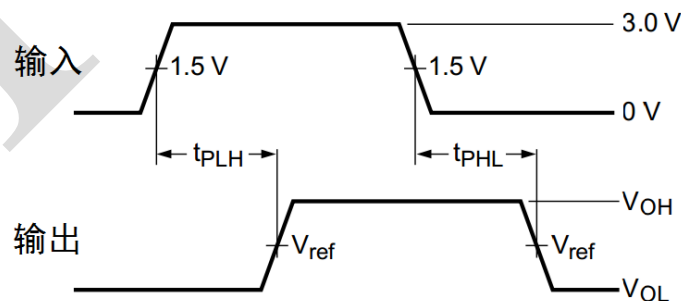 3.0 V
输入
1.5 V
1.5 V
0 V
tPLH
tPHL
VOH
输出
Vref
Vref
VOL